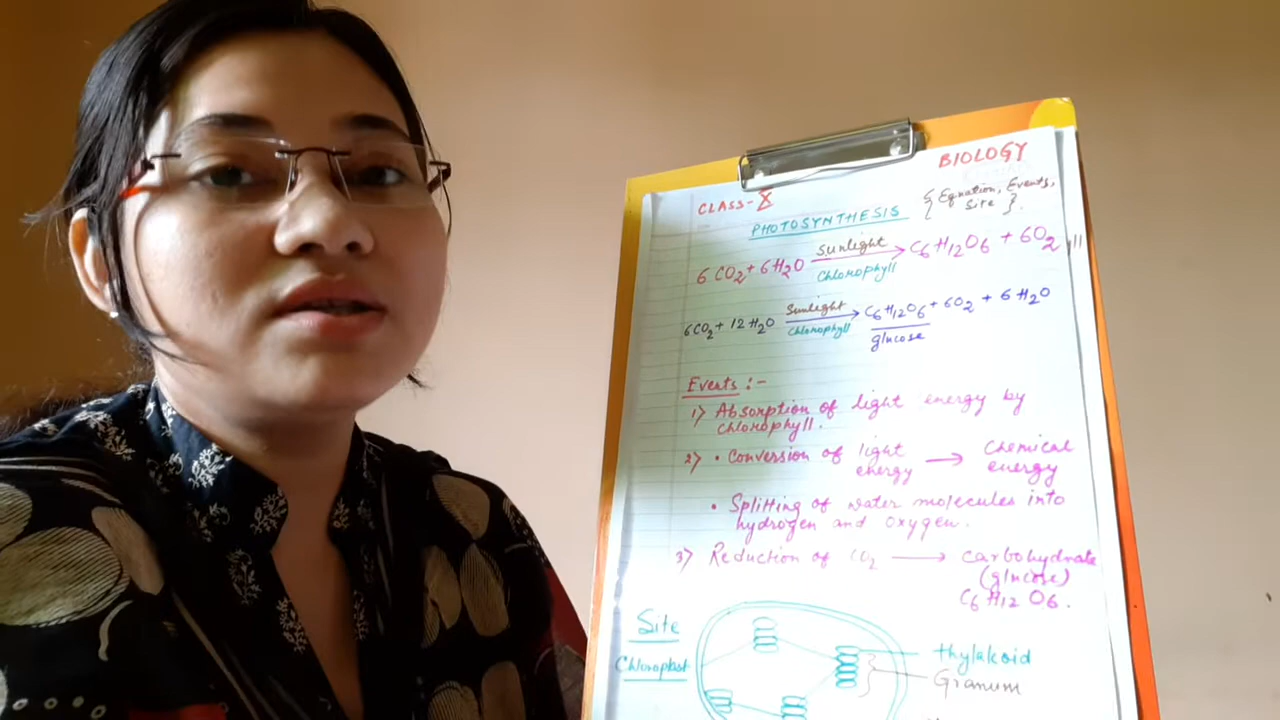 BIOLOGY
CLASS-X
PHOTOSYNTHESIS { Equation, Events, Site }.
6CO2 + 6H2O sunlight chlorophyll → C6H12O6 + 6O2
6CO2 + 12H2O Sunlight chlorophyll → C6H12O6 + 6O2 + 6H2O
glucose
Events :-
1) Absorption of light energy by
chlorophyll.
2) • Conversion of light energy → chemical energy
• Splitting of water molecules into
hydrogen and oxygen.
3) Reduction of CO2 → carbohydrate
(glucose)
C6H12O6.
Site
Chloroplast
thylakoid
Granum